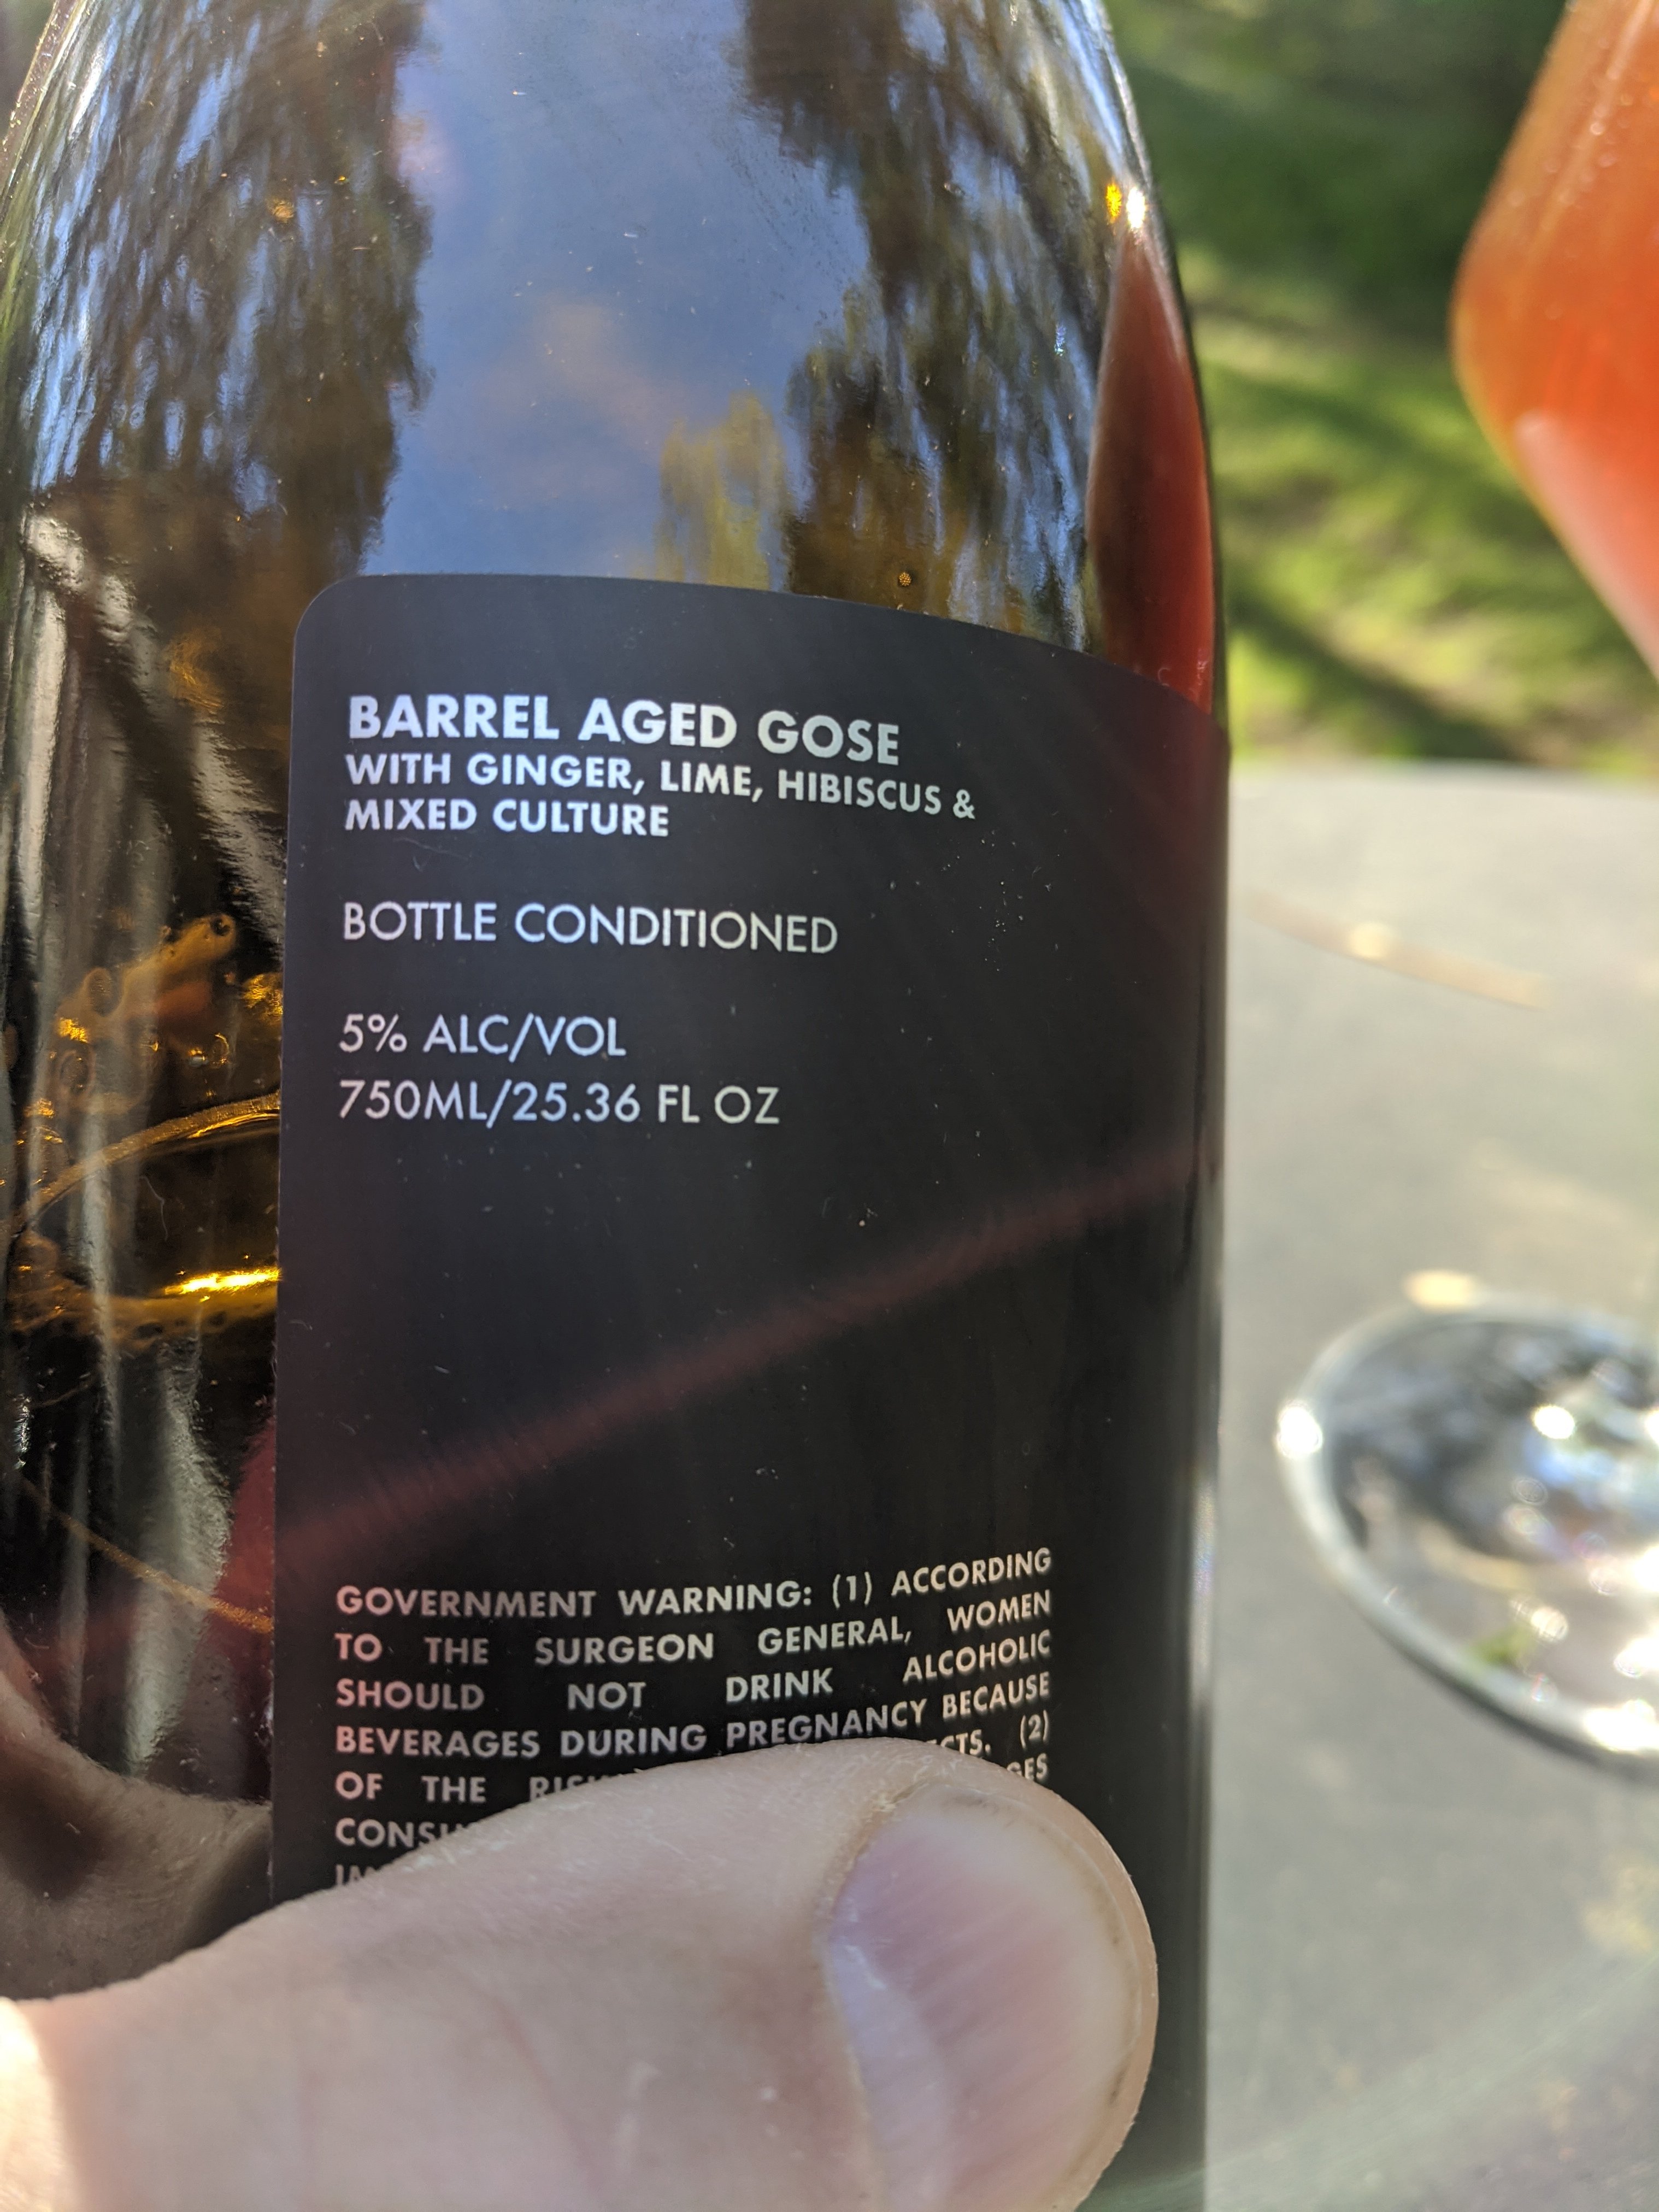 BARREL AGED GOSE
WITH GINGER, LIME, HIBISCUS &
MIXED CULTURE
BOTTLE CONDITIONED
5% ALC/VOL
750ML/25.36 FL OZ
GOVERNMENT WARNING: (1) ACCORDING
TO THE SURGEON GENERAL, WOMEN
SHOULD NOT DRINK ALCOHOLIC
BEVERAGES DURING PREGNANCY BECAUSE
OF THE (2)